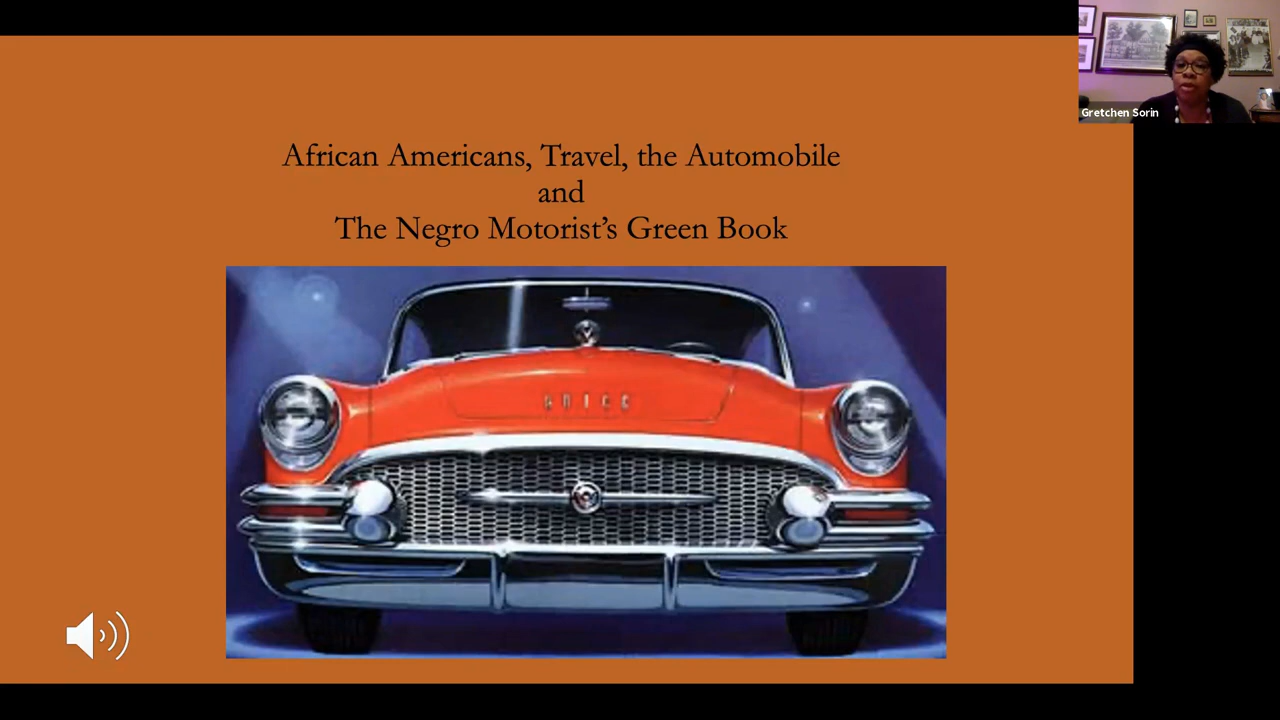 African Americans, Travel, the Automobile
and
The Negro Motorist’s Green Book
BUICK
Gretchen Sorin